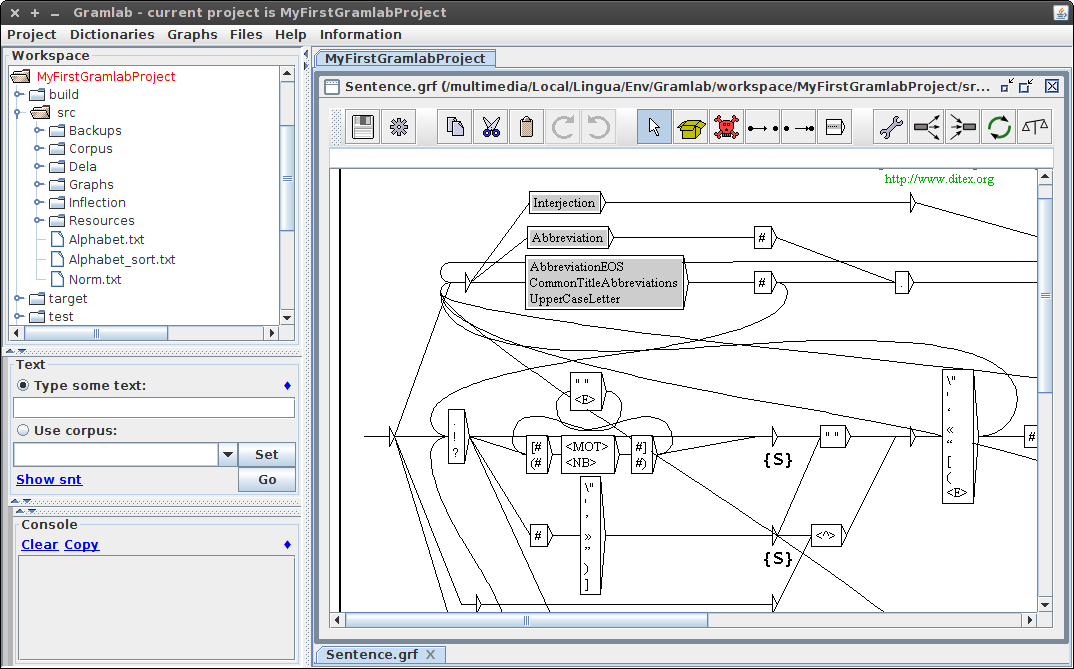 Gramlab - current project is MyFirstGramlabProject
Project Dictionaries Graphs Files Help Information
Workspace
MyFirstGramlabProject
build
src
Backups
Corpus
Dela
Graphs
Inflection
Resources
Alphabet.txt
Alphabet_sort.txt
Norm.txt
target
test
Text
Type some text:
Use corpus:
Set
Show snt
Go
Console
Clear Copy
MyFirstGramlabProject
Sentence.grf (/multimedia/Local/Lingua/Env/Gramlab/workspace/MyFirstGramlabProject/sr...
http://www.ditex.org
Interjection
Abbreviation
#
AbbreviationEOS
CommonTitleAbbreviations
UpperCaseLetter
#
.
" "
<E>
.
!
?
[#
(#
<MOT>
<NB>
#]
#)
{S}
" "
\"
'
‘
«
“
[
(
<E>
#
#
\"
'
’
»
”
)
]
{S}
<^>
Sentence.grf